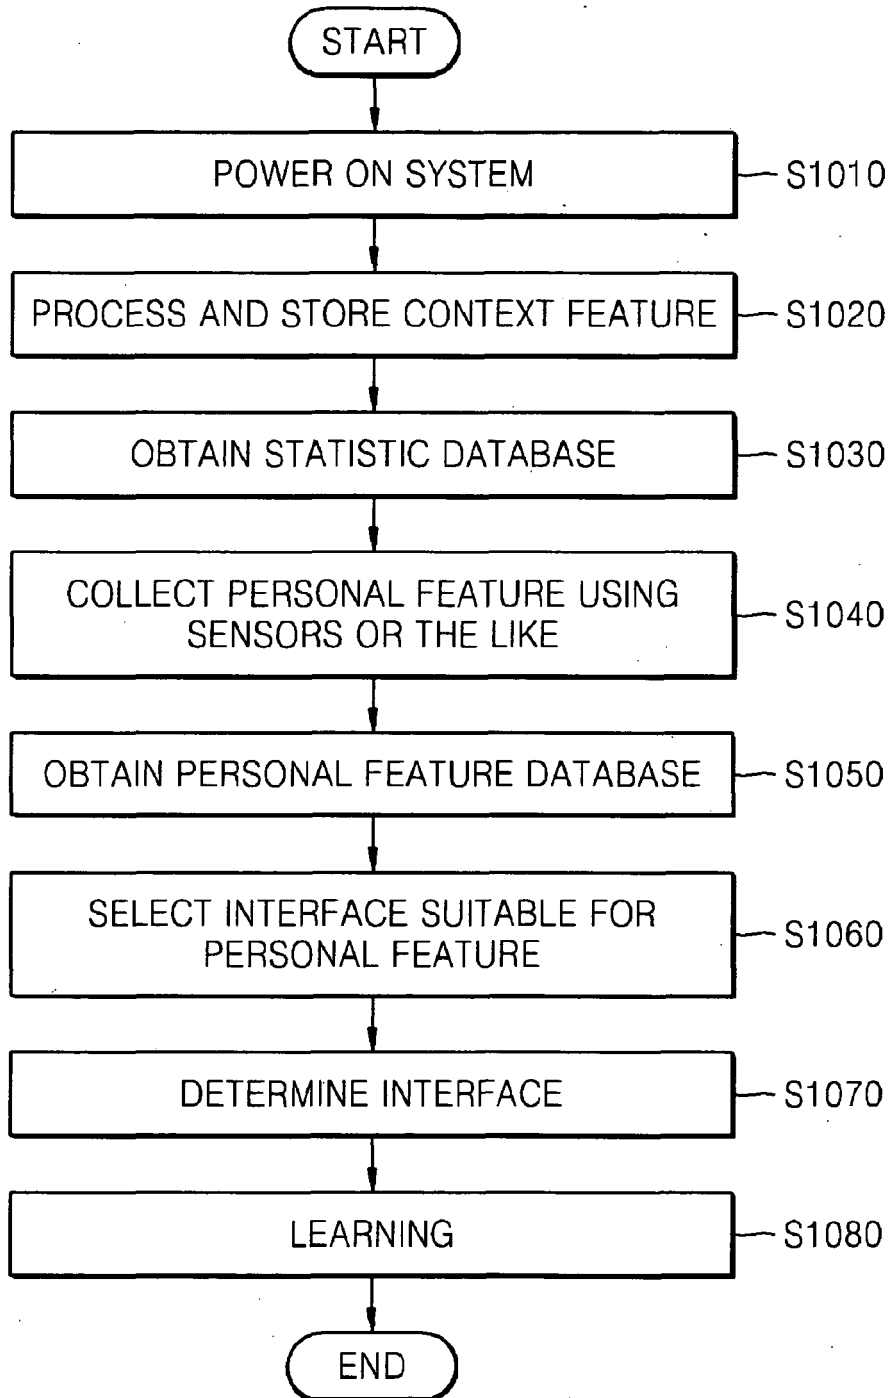 START
POWER ON SYSTEM
S1010
PROCESS AND STORE CONTEXT FEATURE
S1020
OBTAIN STATISTIC DATABASE
S1030
COLLECT PERSONAL FEATURE USING
SENSORS OR THE LIKE
S1040
OBTAIN PERSONAL FEATURE DATABASE
S1050
SELECT INTERFACE SUITABLE FOR
PERSONAL FEATURE
S1060
DETERMINE INTERFACE
S1070
LEARNING
S1080
END